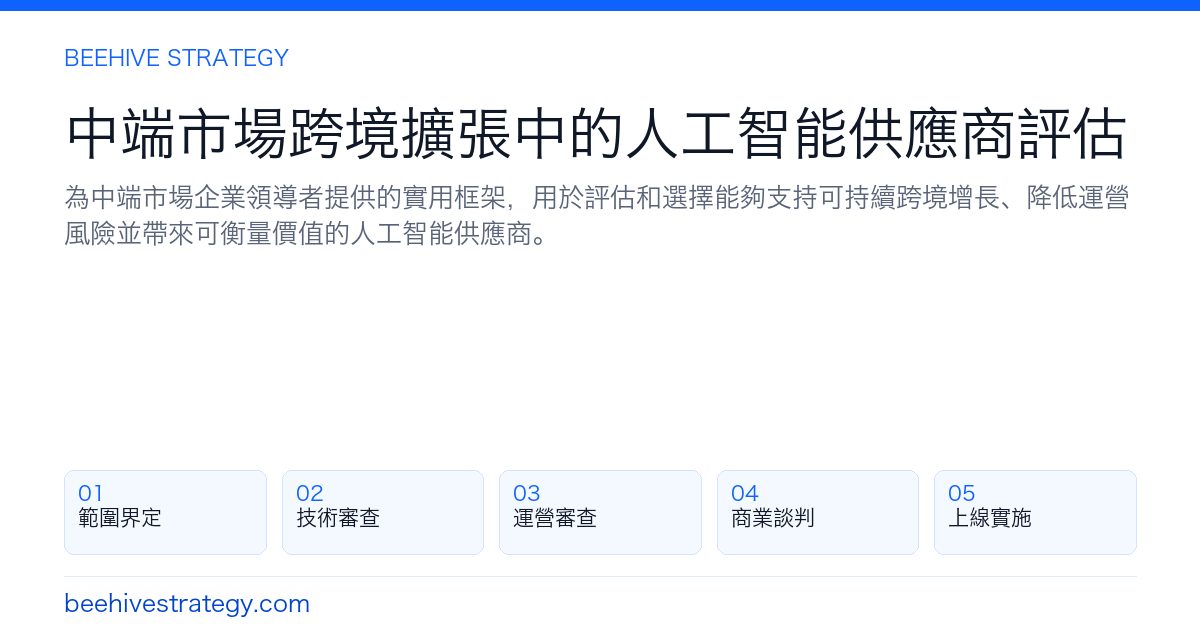 BEEHIVE STRATEGY
中端市場跨境擴張中的人工智能供應商評估
為中端市場企業領導者提供的實用框架，用於評估和選擇能夠支持可持續跨境增長、降低運營
風險並帶來可衡量價值的人工智能供應商。
01
範圍界定
02
技術審查
03
運營審查
04
商業談判
05
上線實施
beehivestrategy.com